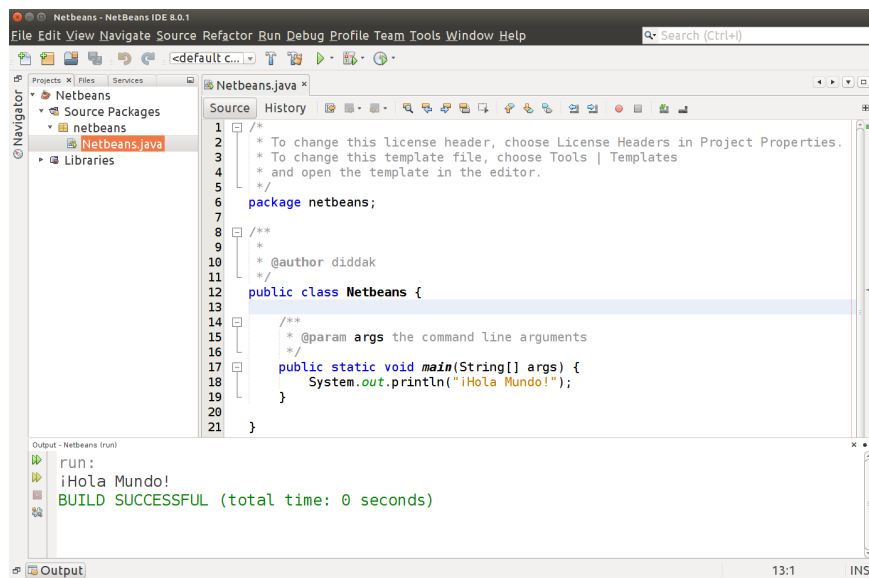 Netbeans - NetBeans IDE 8.0.1
File Edit View Navigate Source Refactor Run Debug Profile Team Tools Window Help
Search (Ctrl+I)
<default c...
Projects Files Services
Netbeans
Source Packages
netbeans
Netbeans.java
Libraries
Navigator
Netbeans.java
Source History
1 /*
2 * To change this license header, choose License Headers in Project Properties.
3 * To change this template file, choose Tools | Templates
4 * and open the template in the editor.
5 */
6 package netbeans;
7
8 /**
9 *
10 * @author diddak
11 */
12 public class Netbeans {
13
14 /**
15 * @param args the command line arguments
16 */
17 public static void main(String[] args) {
18 System.out.println("¡Hola Mundo!");
19 }
20
21 }
Output - Netbeans (run)
run:
¡Hola Mundo!
BUILD SUCCESSFUL (total time: 0 seconds)
Output
13:1 INS